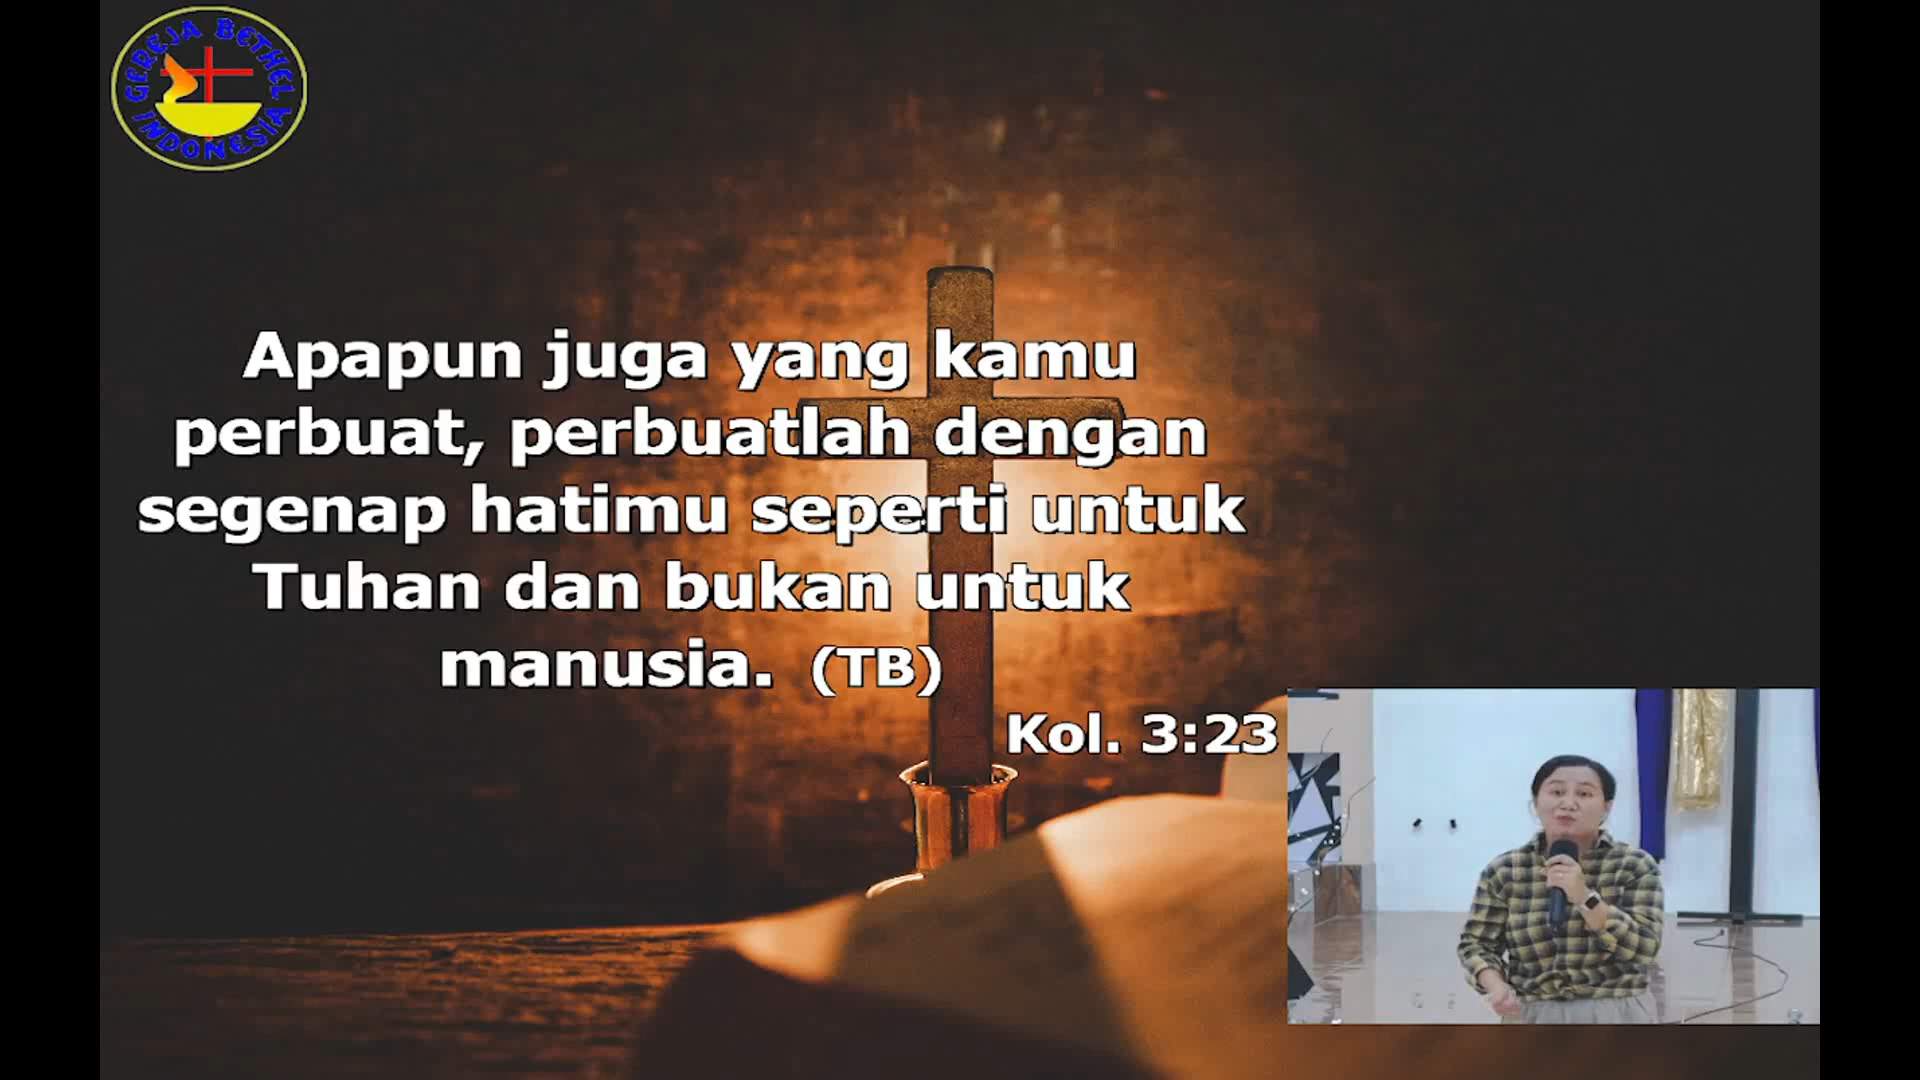 GEREJA BETHEL
INDONESIA
Apapun juga yang kamu
perbuat, perbuatlah dengan
segenap hatimu seperti untuk
Tuhan dan bukan untuk
manusia. (TB)
Kol. 3:23